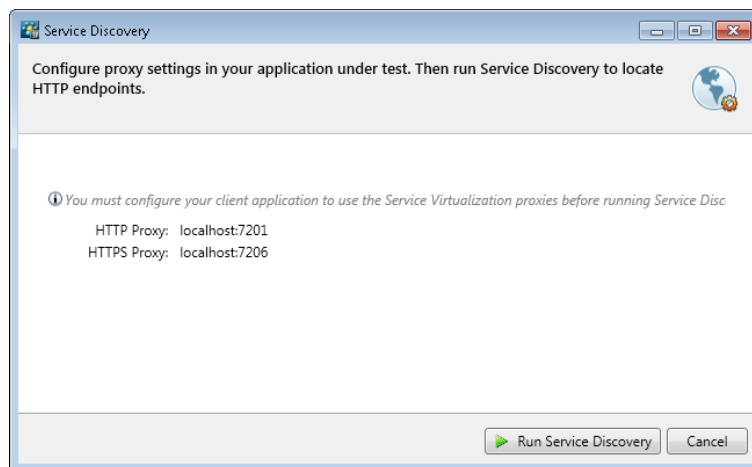 Service Discovery
Configure proxy settings in your application under test. Then run Service Discovery to locate
HTTP endpoints.
You must configure your client application to use the Service Virtualization proxies before running Service Disc
HTTP Proxy: localhost:7201
HTTPS Proxy: localhost:7206
Run Service Discovery Cancel